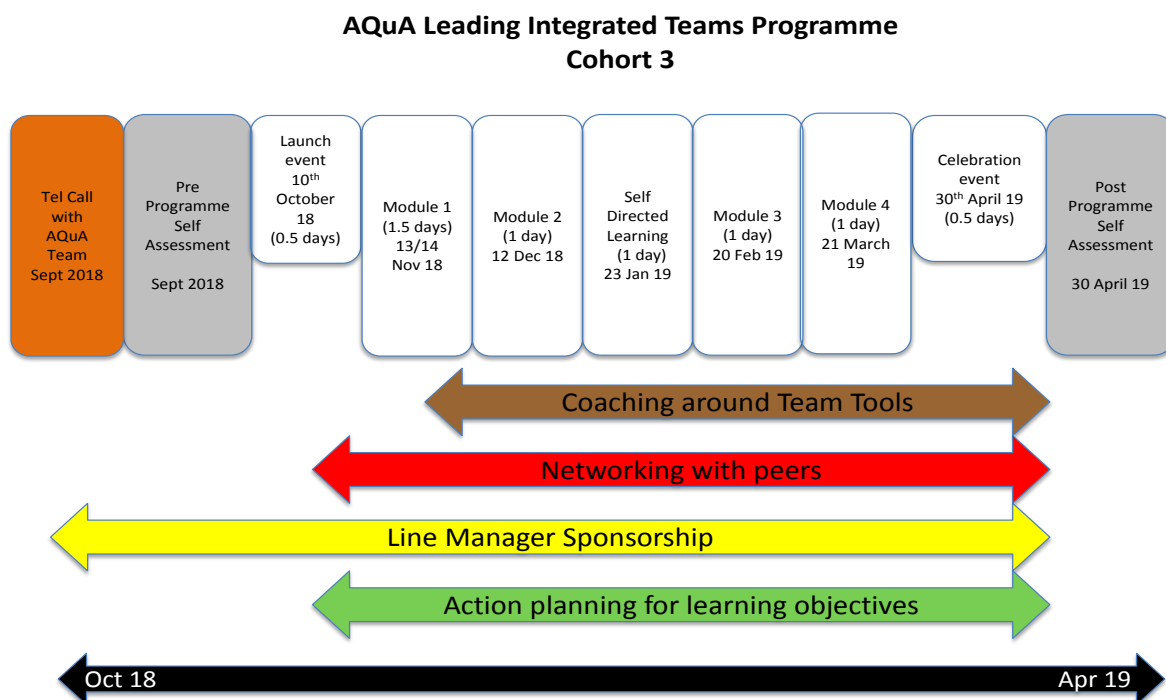 AQuA Leading Integrated Teams Programme
Cohort 3
Tel Call
with
AQuA
Team
Sept 2018
Pre
Programme
Self
Assessment
Sept 2018
Launch
event
10th
October
18
(0.5 days)
Module 1
(1.5 days)
13/14
Nov 18
Module 2
(1 day)
12 Dec 18
Self
Directed
Learning
(1 day)
23 Jan 19
Module 3
(1 day)
20 Feb 19
Module 4
(1 day)
21 March
19
Celebration
event
30th April 19
(0.5 days)
Post
Programme
Self
Assessment
30 April 19
Coaching around Team Tools
Networking with peers
Line Manager Sponsorship
Action planning for learning objectives
Oct 18
Apr 19